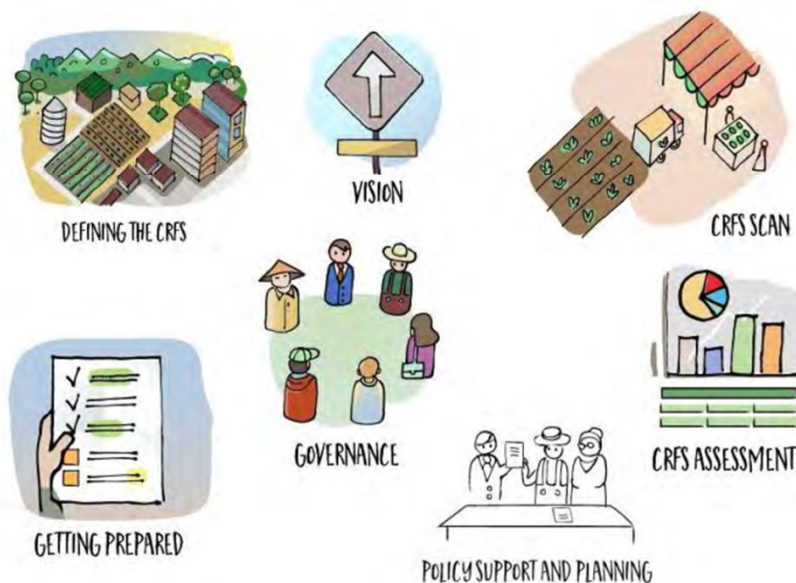 DEFINING THE CRFS
VISION
CRFS SCAN
GOVERNANCE
CRFS ASSESSMENT
GETTING PREPARED
POLICY SUPPORT AND PLANNING